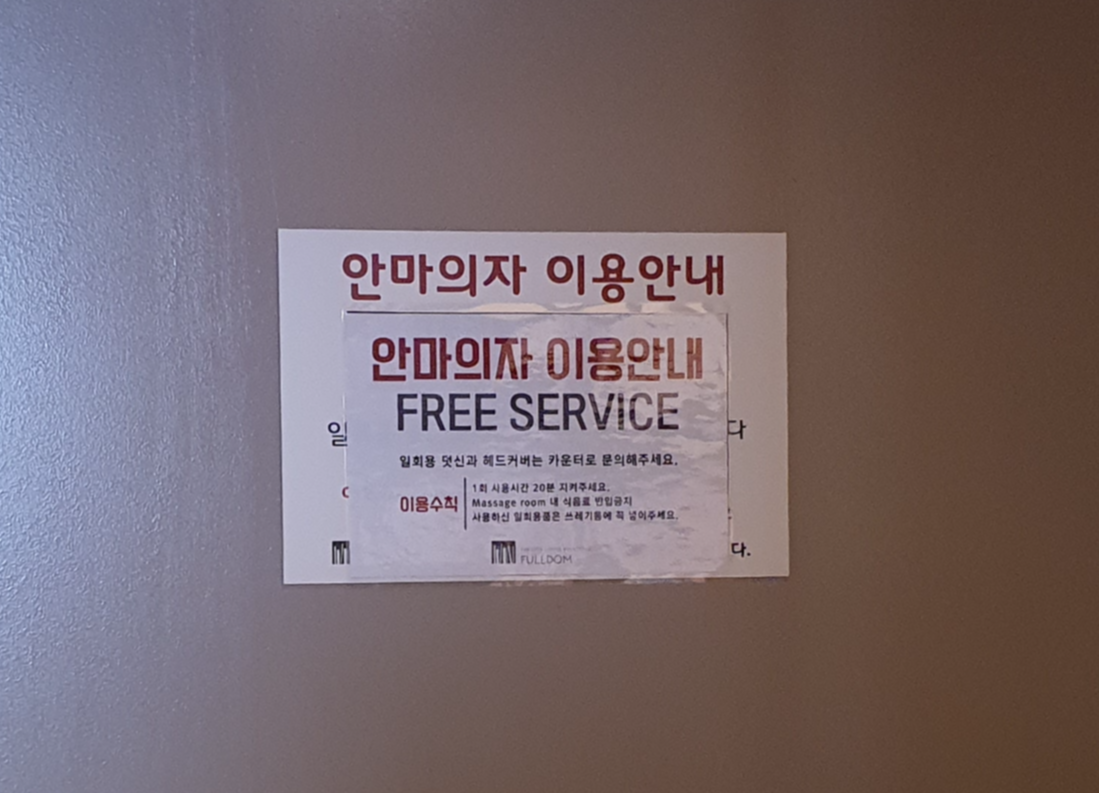 안마의자 이용안내
안마의자 이용안내
FREE SERVICE
일회용 덧신과 헤드커버는 카운터로 문의해주세요.
이용수칙
1회 사용시간 20분 지켜주세요.
Massage room 내 식음료 반입금지
사용하신 일회용품은 쓰레기통에 꼭 넣어주세요.
FULLDOM
일
다
다.